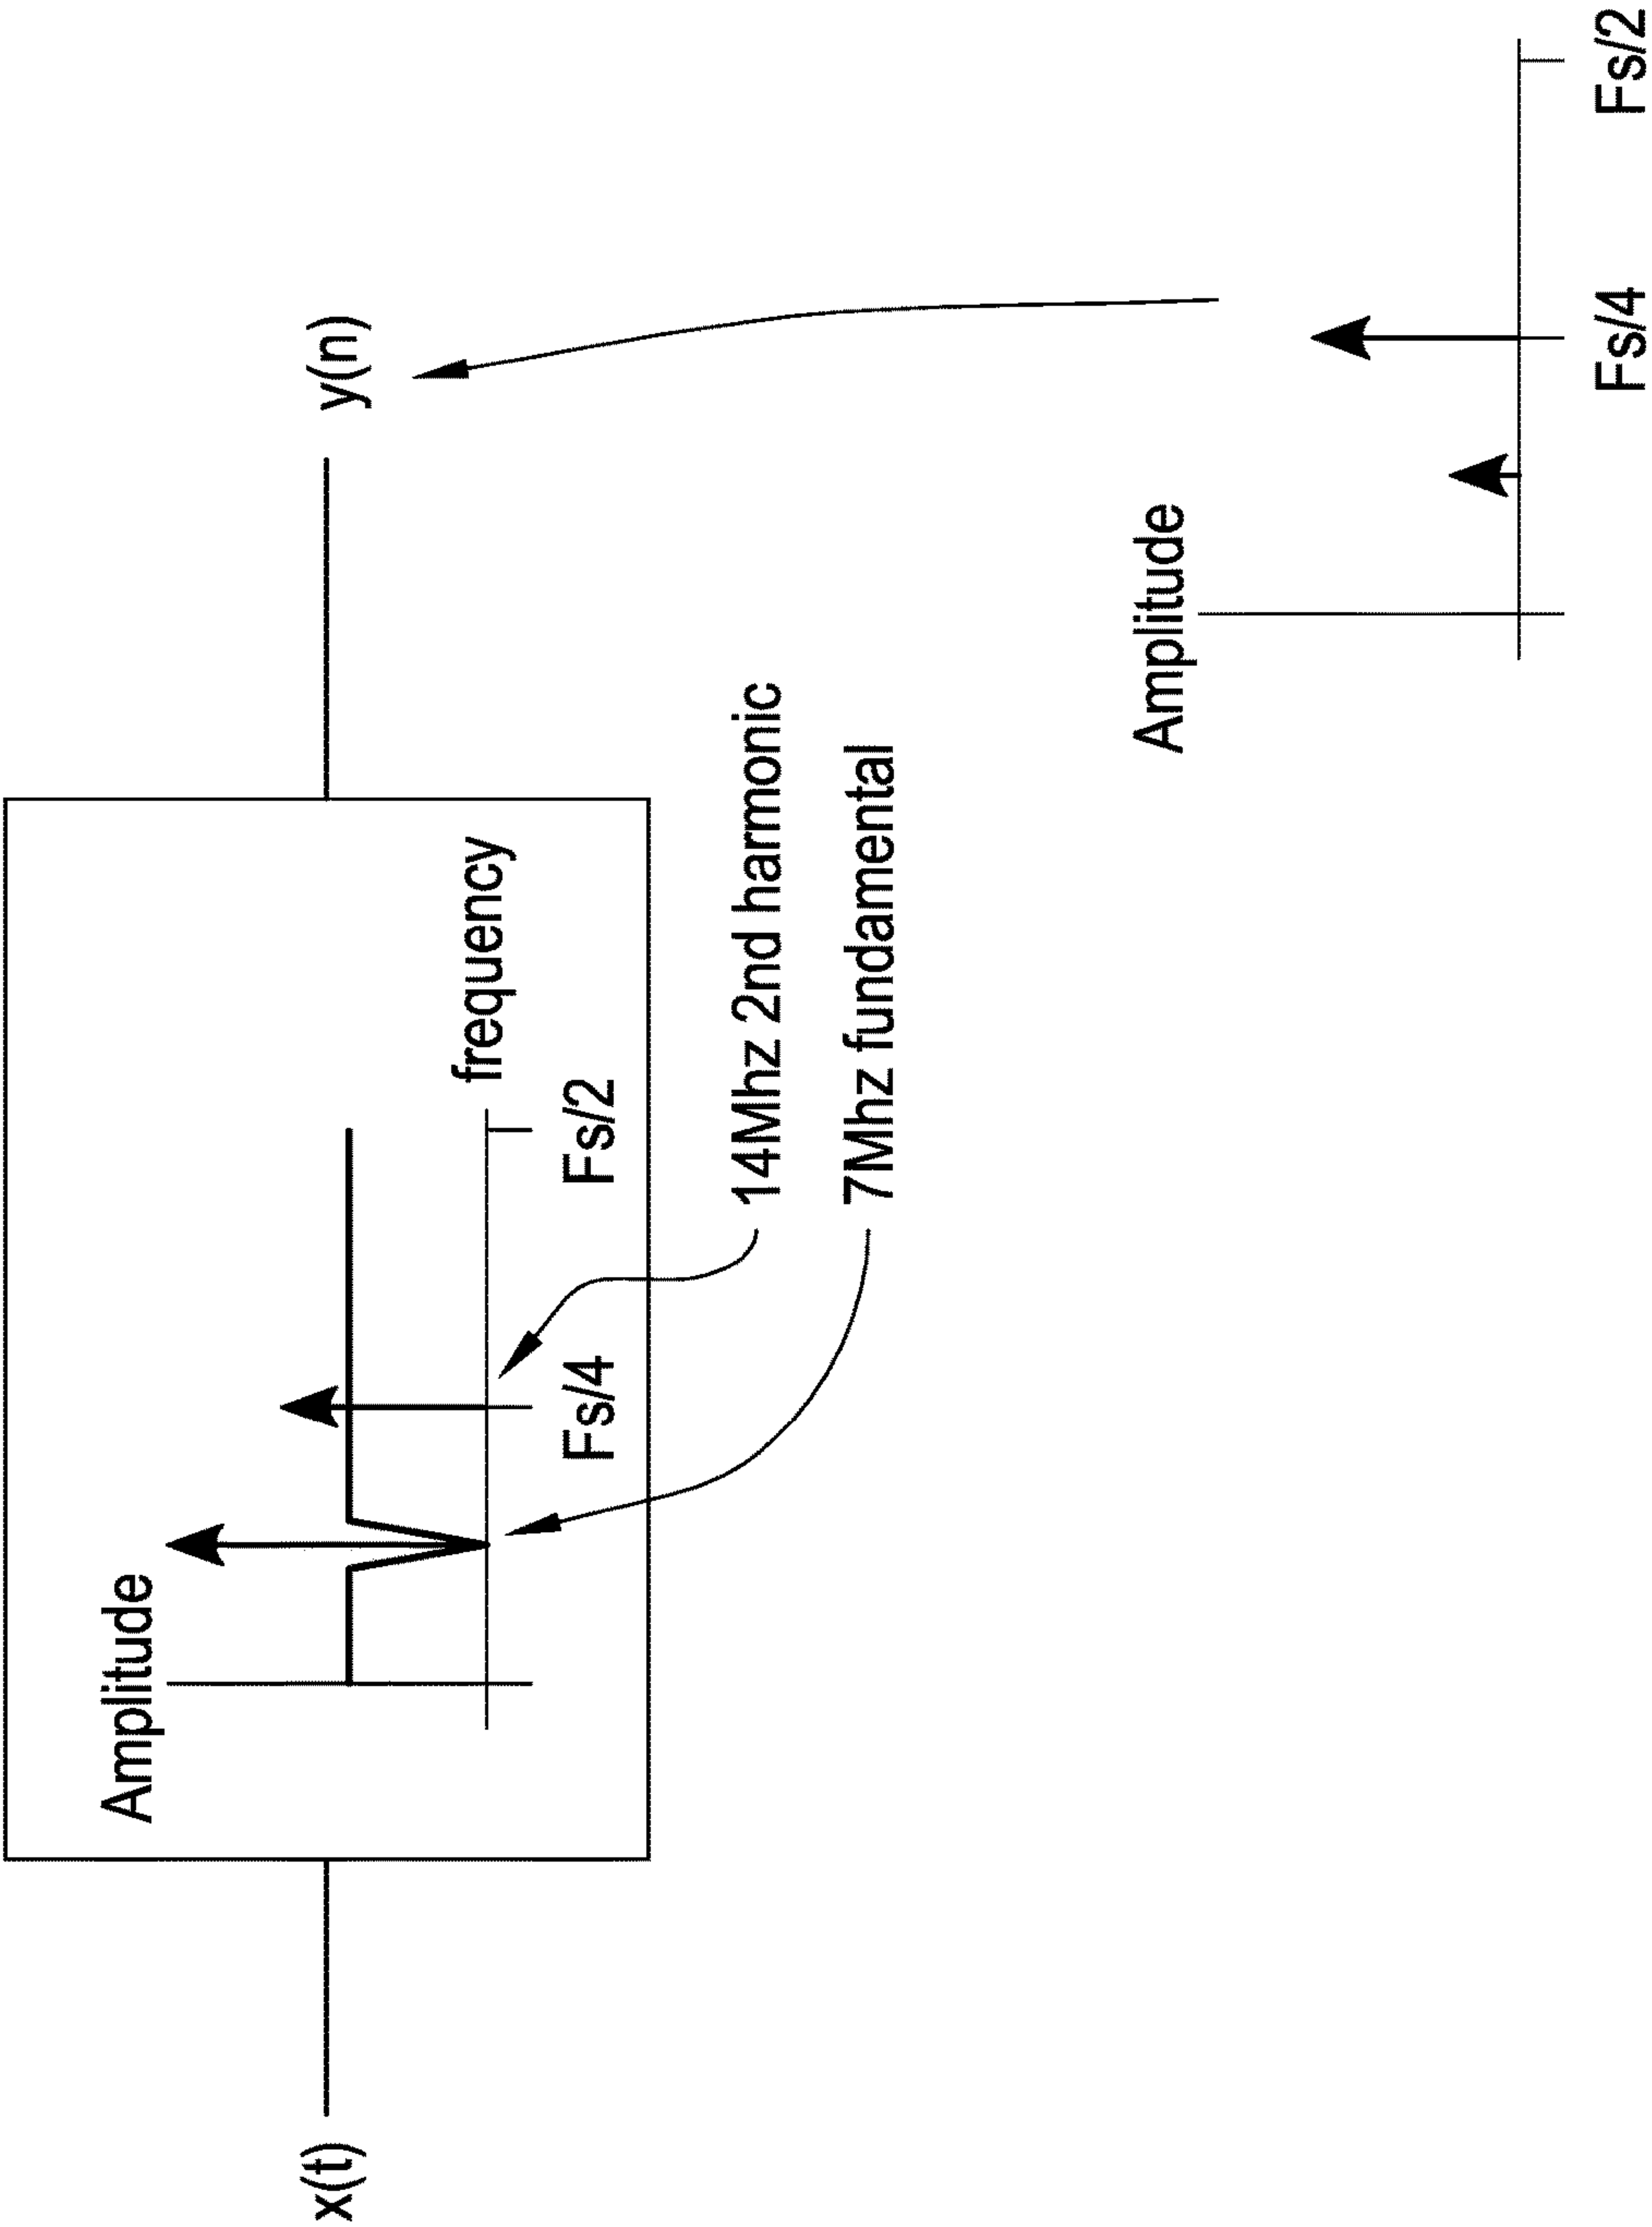 Amplitude
x(t)
y(n)
frequency
Fs/4
Fs/2
14Mhz 2nd harmonic
7Mhz fundamental
Amplitude
Fs/4
Fs/2